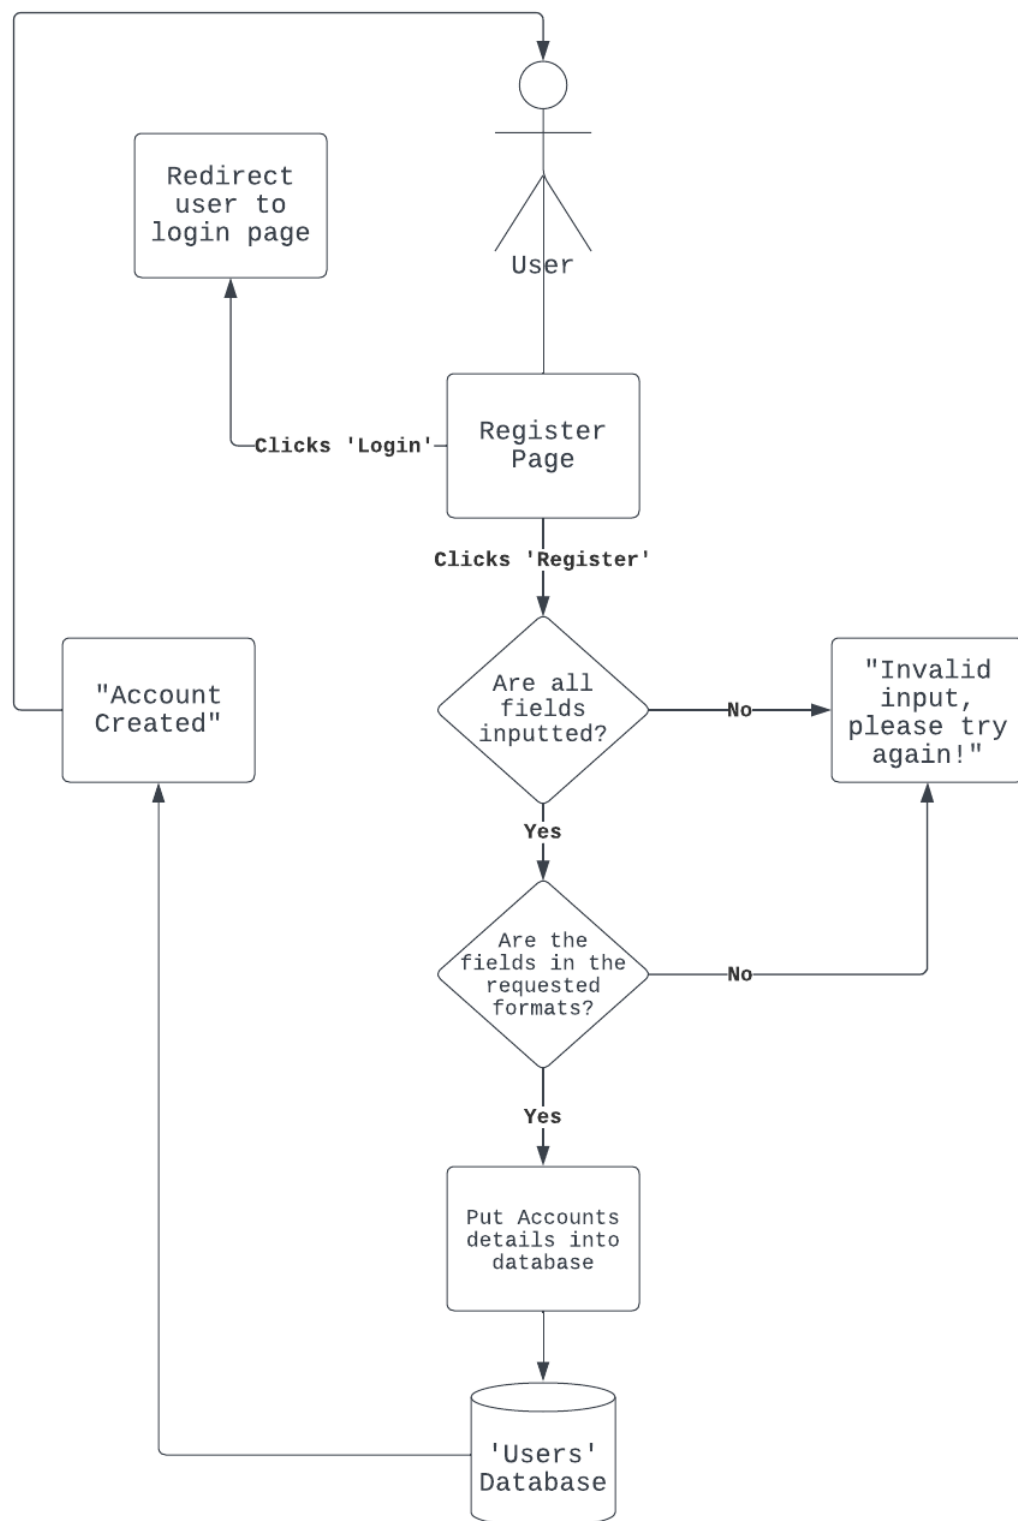 Redirect
user to
login page
User
Register
Page
Clicks 'Login'
Clicks 'Register'
"Account
Created"
Are all
fields
inputted?
No
"Invalid
input,
please try
again!"
Yes
Are the
fields in the
requested
formats?
No
Yes
Put Accounts
details into
database
'Users'
Database